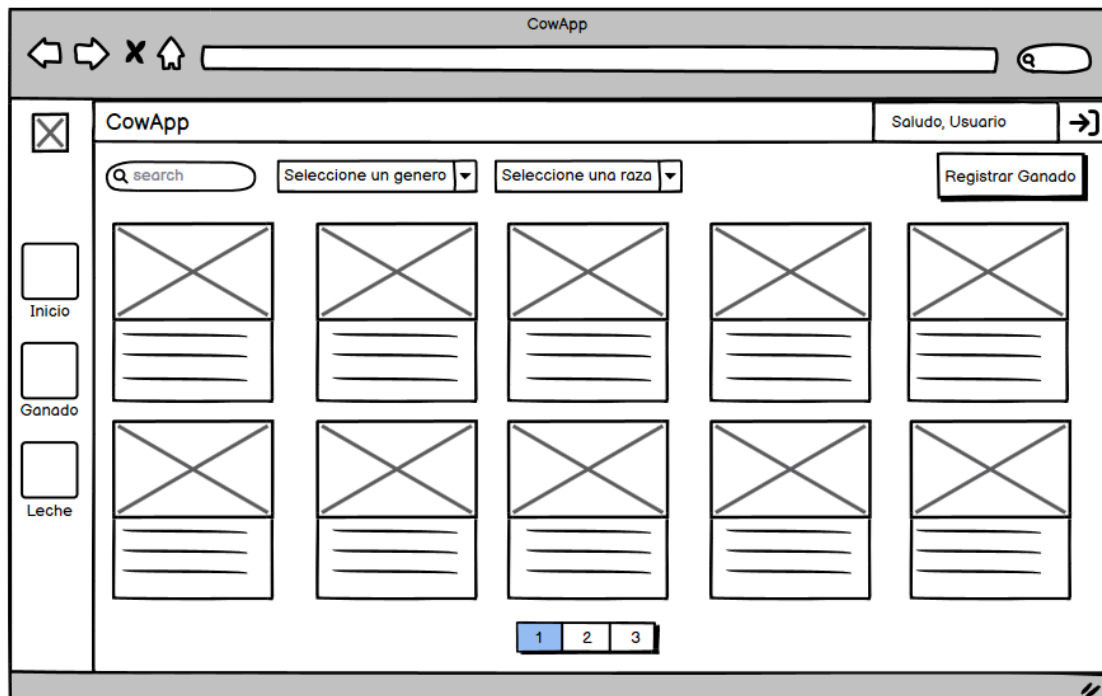 CowApp
CowApp
Saludo, Usuario
search
Seleccione un genero
Seleccione una raza
Registrar Ganado
Inicio
Ganado
Leche
1 2 3